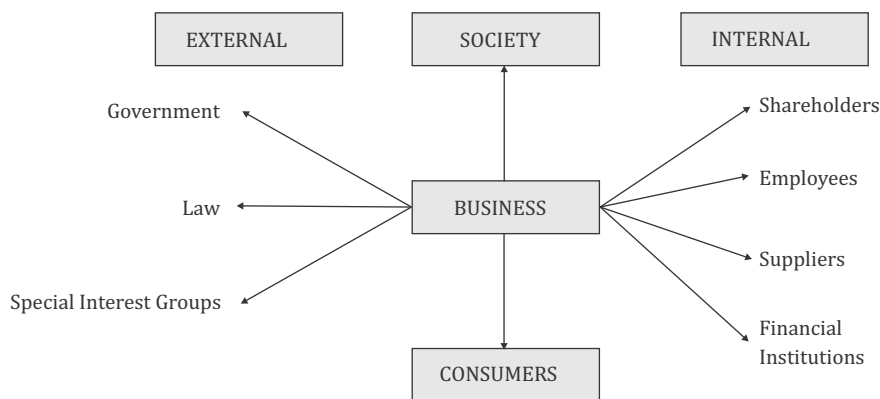 EXTERNAL
SOCIETY
INTERNAL
Government
Shareholders
Employees
Law
BUSINESS
Suppliers
Special Interest Groups
Financial
Institutions
CONSUMERS